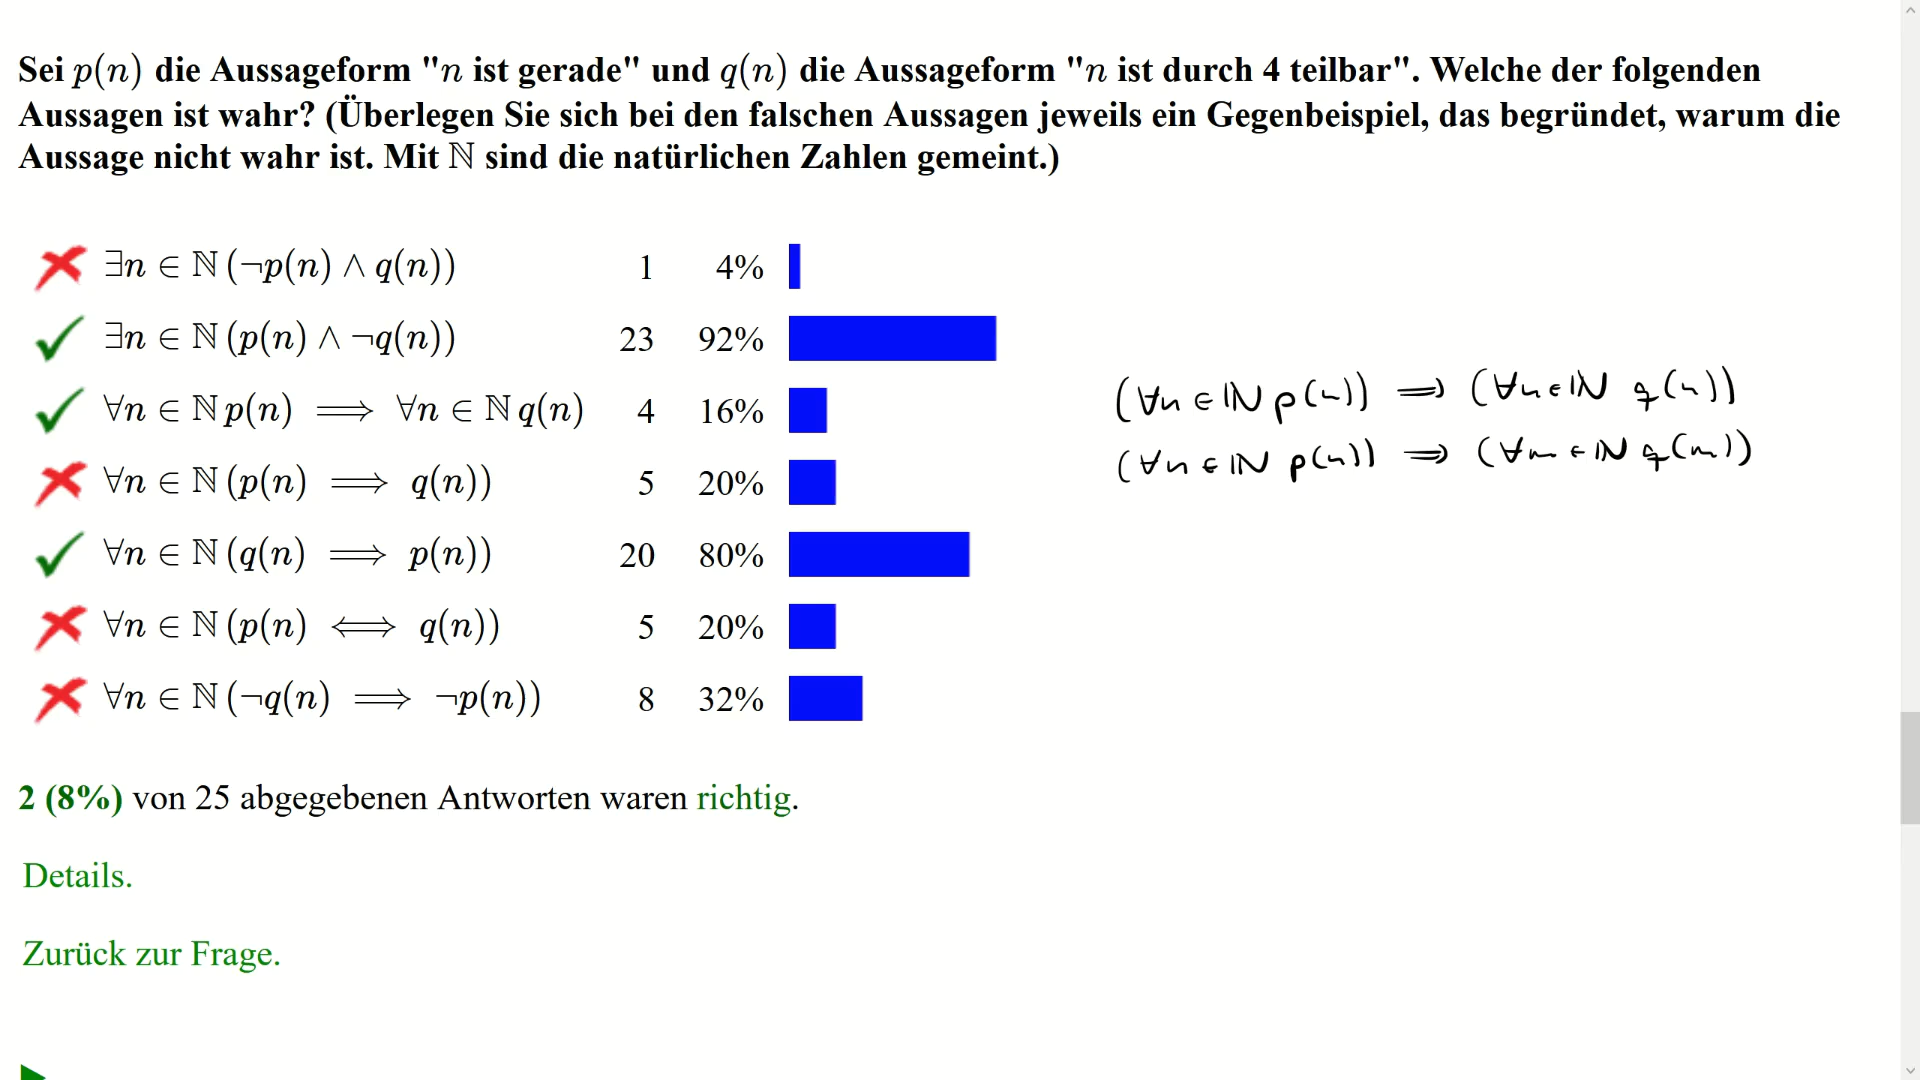 Sei p(n) die Aussageform "n ist gerade" und q(n) die Aussageform "n ist durch 4 teilbar". Welche der folgenden
Aussagen ist wahr? (Überlegen Sie sich bei den falschen Aussagen jeweils ein Gegenbeispiel, das begründet, warum die
Aussage nicht wahr ist. Mit ℕ sind die natürlichen Zahlen gemeint.)
∃n ∈ ℕ (¬p(n) ∧ q(n)) 1 4%
∃n ∈ ℕ (p(n) ∧ ¬q(n)) 23 92%
∀n ∈ ℕ p(n) ⟹ ∀n ∈ ℕ q(n) 4 16%
(∀n ∈ ℕ p(n)) ⟹ (∀n ∈ ℕ q(n))
(∀n ∈ ℕ p(n)) ⟹ (∀m ∈ ℕ q(m))
∀n ∈ ℕ (p(n) ⟹ q(n)) 5 20%
∀n ∈ ℕ (q(n) ⟹ p(n)) 20 80%
∀n ∈ ℕ (p(n) ⟺ q(n)) 5 20%
∀n ∈ ℕ (¬q(n) ⟹ ¬p(n)) 8 32%
2 (8%) von 25 abgegebenen Antworten waren richtig.
Details.
Zurück zur Frage.